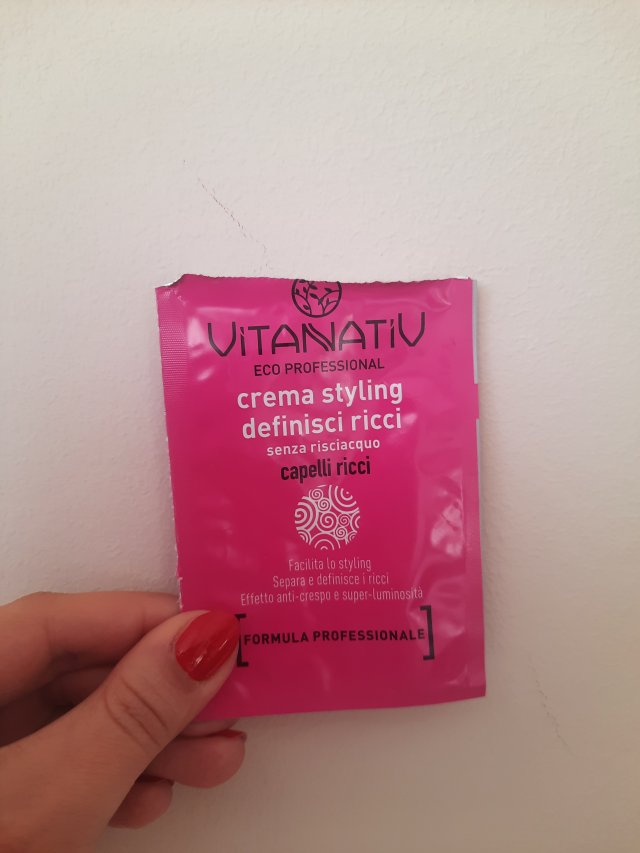 VITANATIV
ECO PROFESSIONAL
crema styling
definisci ricci
senza risciacquo
capelli ricci
Facilita lo styling
Separa e definisce i ricci
Effetto anti-crespo e super-luminosità
[FORMULA PROFESSIONALE]